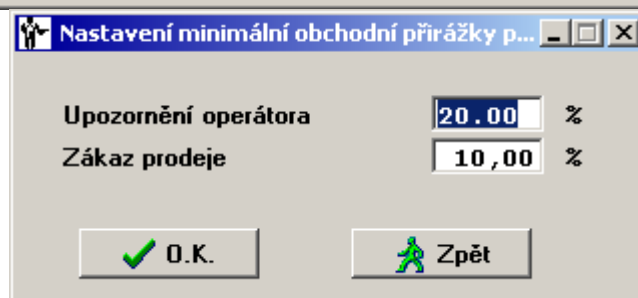 Nastavení minimální obchodní přirážky p...
Upozornění operátora 20.00 %
Zákaz prodeje 10,00 %
O.K. Zpět